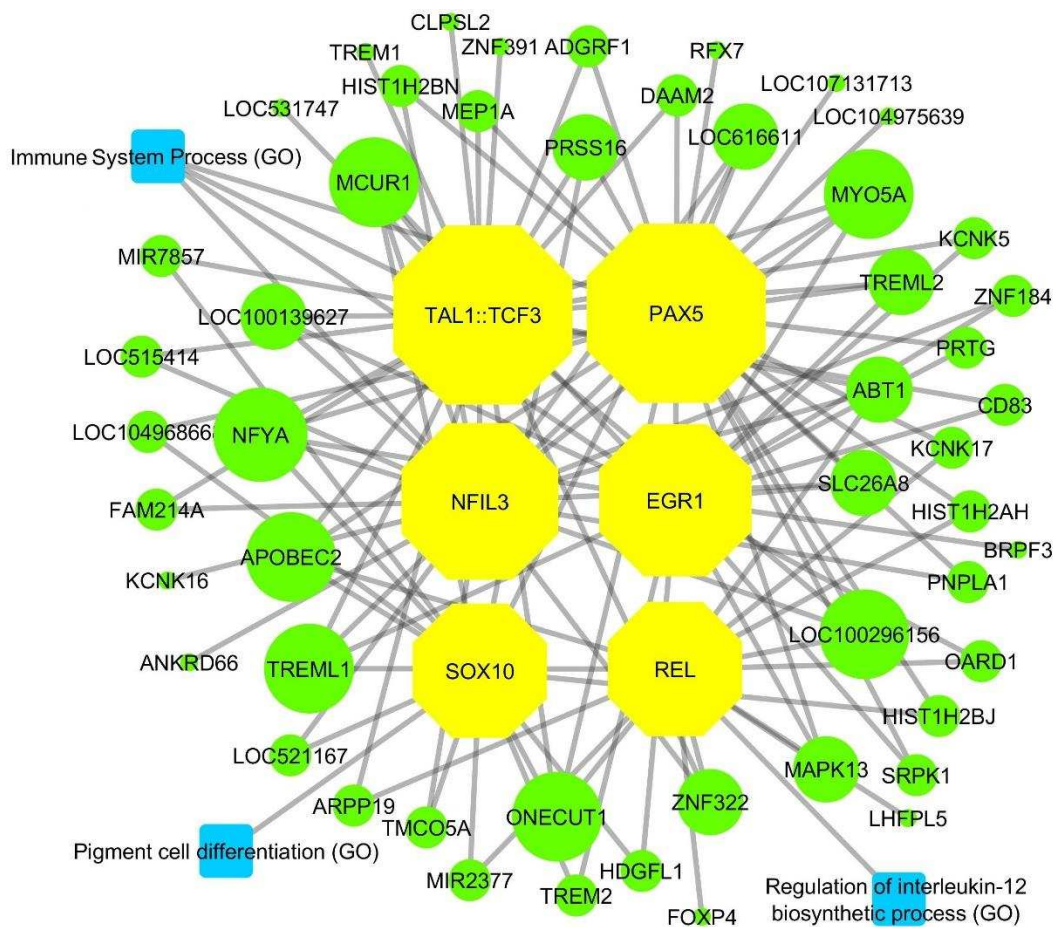 CLPSL2
TREM1
ZNF391
ADGRF1
RFX7
HIST1H2BN
LOC107131713
LOC531747
MEP1A
DAAM2
LOC104975639
Immune System Process (GO)
PRSS16
LOC616611
MCUR1
MYO5A
MIR7857
KCNK5
LOC100139627
TREML2
ZNF184
TAL1::TCF3
PAX5
LOC515414
PRTG
ABT1
CD83
LOC10496866
NFYA
KCNK17
SLC26A8
FAM214A
NFIL3
EGR1
HIST1H2AH
APOBEC2
BRPF3
KCNK16
PNPLA1
LOC100296156
ANKRD66
TREML1
SOX10
REL
OARD1
HIST1H2BJ
LOC521167
MAPK13
SRPK1
ARPP19
TMCO5A
ONECUT1
ZNF322
LHFPL5
Pigment cell differentiation (GO)
MIR2377
TREM2
HDGFL1
FOXP4
Regulation of interleukin-12
biosynthetic process (GO)